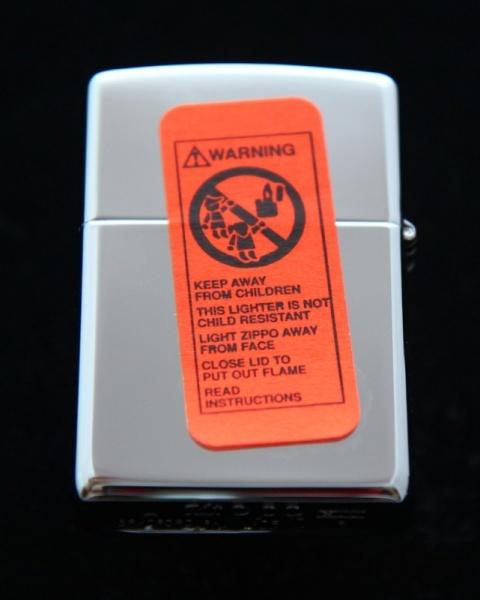 WARNING
KEEP AWAY
FROM CHILDREN
THIS LIGHTER IS NOT
CHILD RESISTANT
LIGHT ZIPPO AWAY
FROM FACE
CLOSE LID TO
PUT OUT FLAME
READ
INSTRUCTIONS